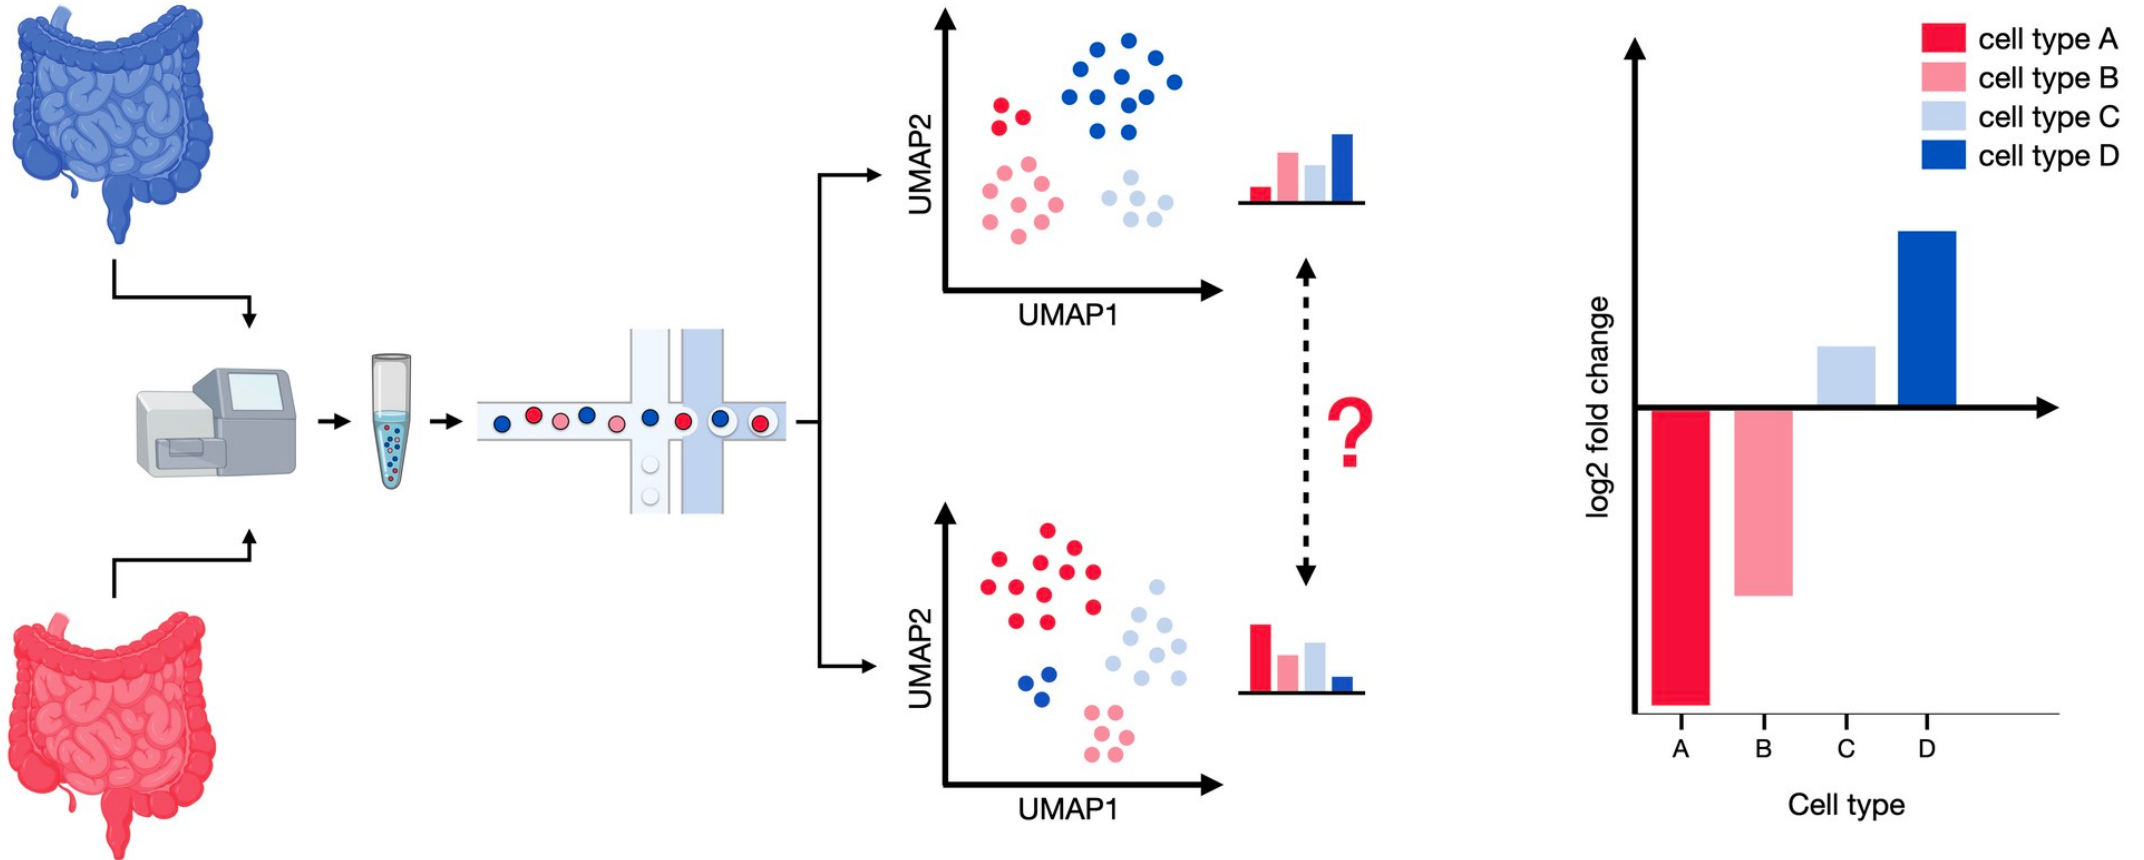 UMAP2
UMAP1
?
UMAP2
UMAP1
cell type A
cell type B
cell type C
cell type D
log2 fold change
A
B
C
D
Cell type